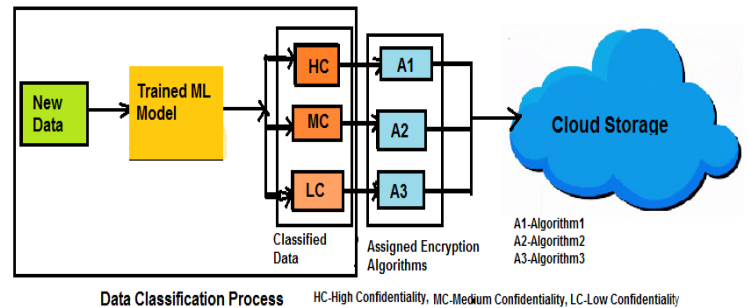 New
Data
Trained ML
Model
HC
MC
LC
A1
A2
A3
Cloud Storage
Classified
Data
Assigned Encryption
Algorithms
A1-Algorithm1
A2-Algorithm2
A3-Algorithm3
Data Classification Process
HC-High Confidentiality, MC-Medium Confidentiality, LC-Low Confidentiality